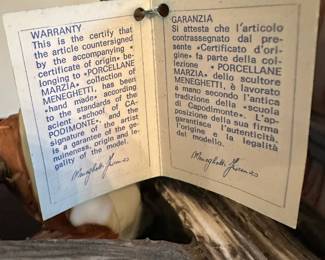 WARRANTY
This is the certify that
the article countersigned
by the accompanying •
certificate of origin• be-
longing to •PORCELLANE
MARZIA• collection of
MENEGHETTI, has been
•hand made• according
to the standards of the
acient •school of CA-
PODIMONTE•, and the
signature of the artist
is a garantee of the ge-
nuineness, origin and le-
gality of the model.
GARANZIA
Si attesta che l'articolo
contrassegnato dal pre-
sente «Certificato d'ori-
gine» fa parte della col-
lezione «PORCELLANE
MARZIA» dello scultore
MENEGHETTI, è lavorato
a mano secondo l'antica
tradizione della «scuola
di Capodimonte». L'ap-
posizione della sua firma
garantisce l'autenticità
l'origine e la legalità
del modello.